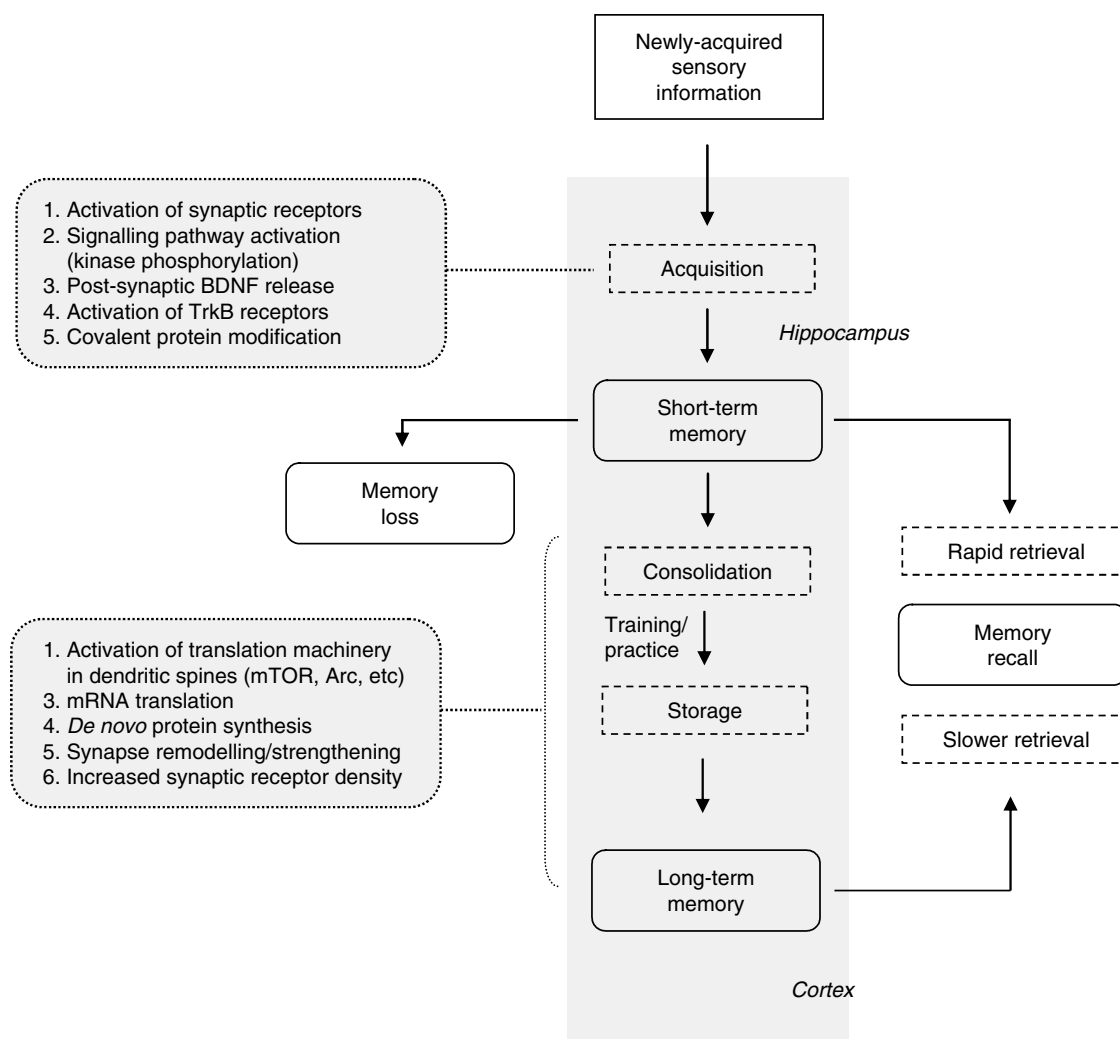 Newly-acquired
sensory
information
1. Activation of synaptic receptors
2. Signalling pathway activation
(kinase phosphorylation)
3. Post-synaptic BDNF release
4. Activation of TrkB receptors
5. Covalent protein modification
Acquisition
Hippocampus
Short-term
memory
Memory
loss
Consolidation
Rapid retrieval
Training/
practice
Memory
recall
1. Activation of translation machinery
in dendritic spines (mTOR, Arc, etc)
3. mRNA translation
4. De novo protein synthesis
5. Synapse remodelling/strengthening
6. Increased synaptic receptor density
Storage
Slower retrieval
Long-term
memory
Cortex